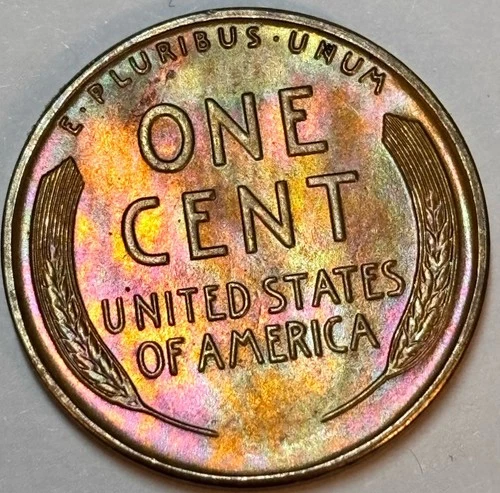 E·PLURIBUS·UNUM
ONE
CENT
UNITED STATES
OF AMERICA